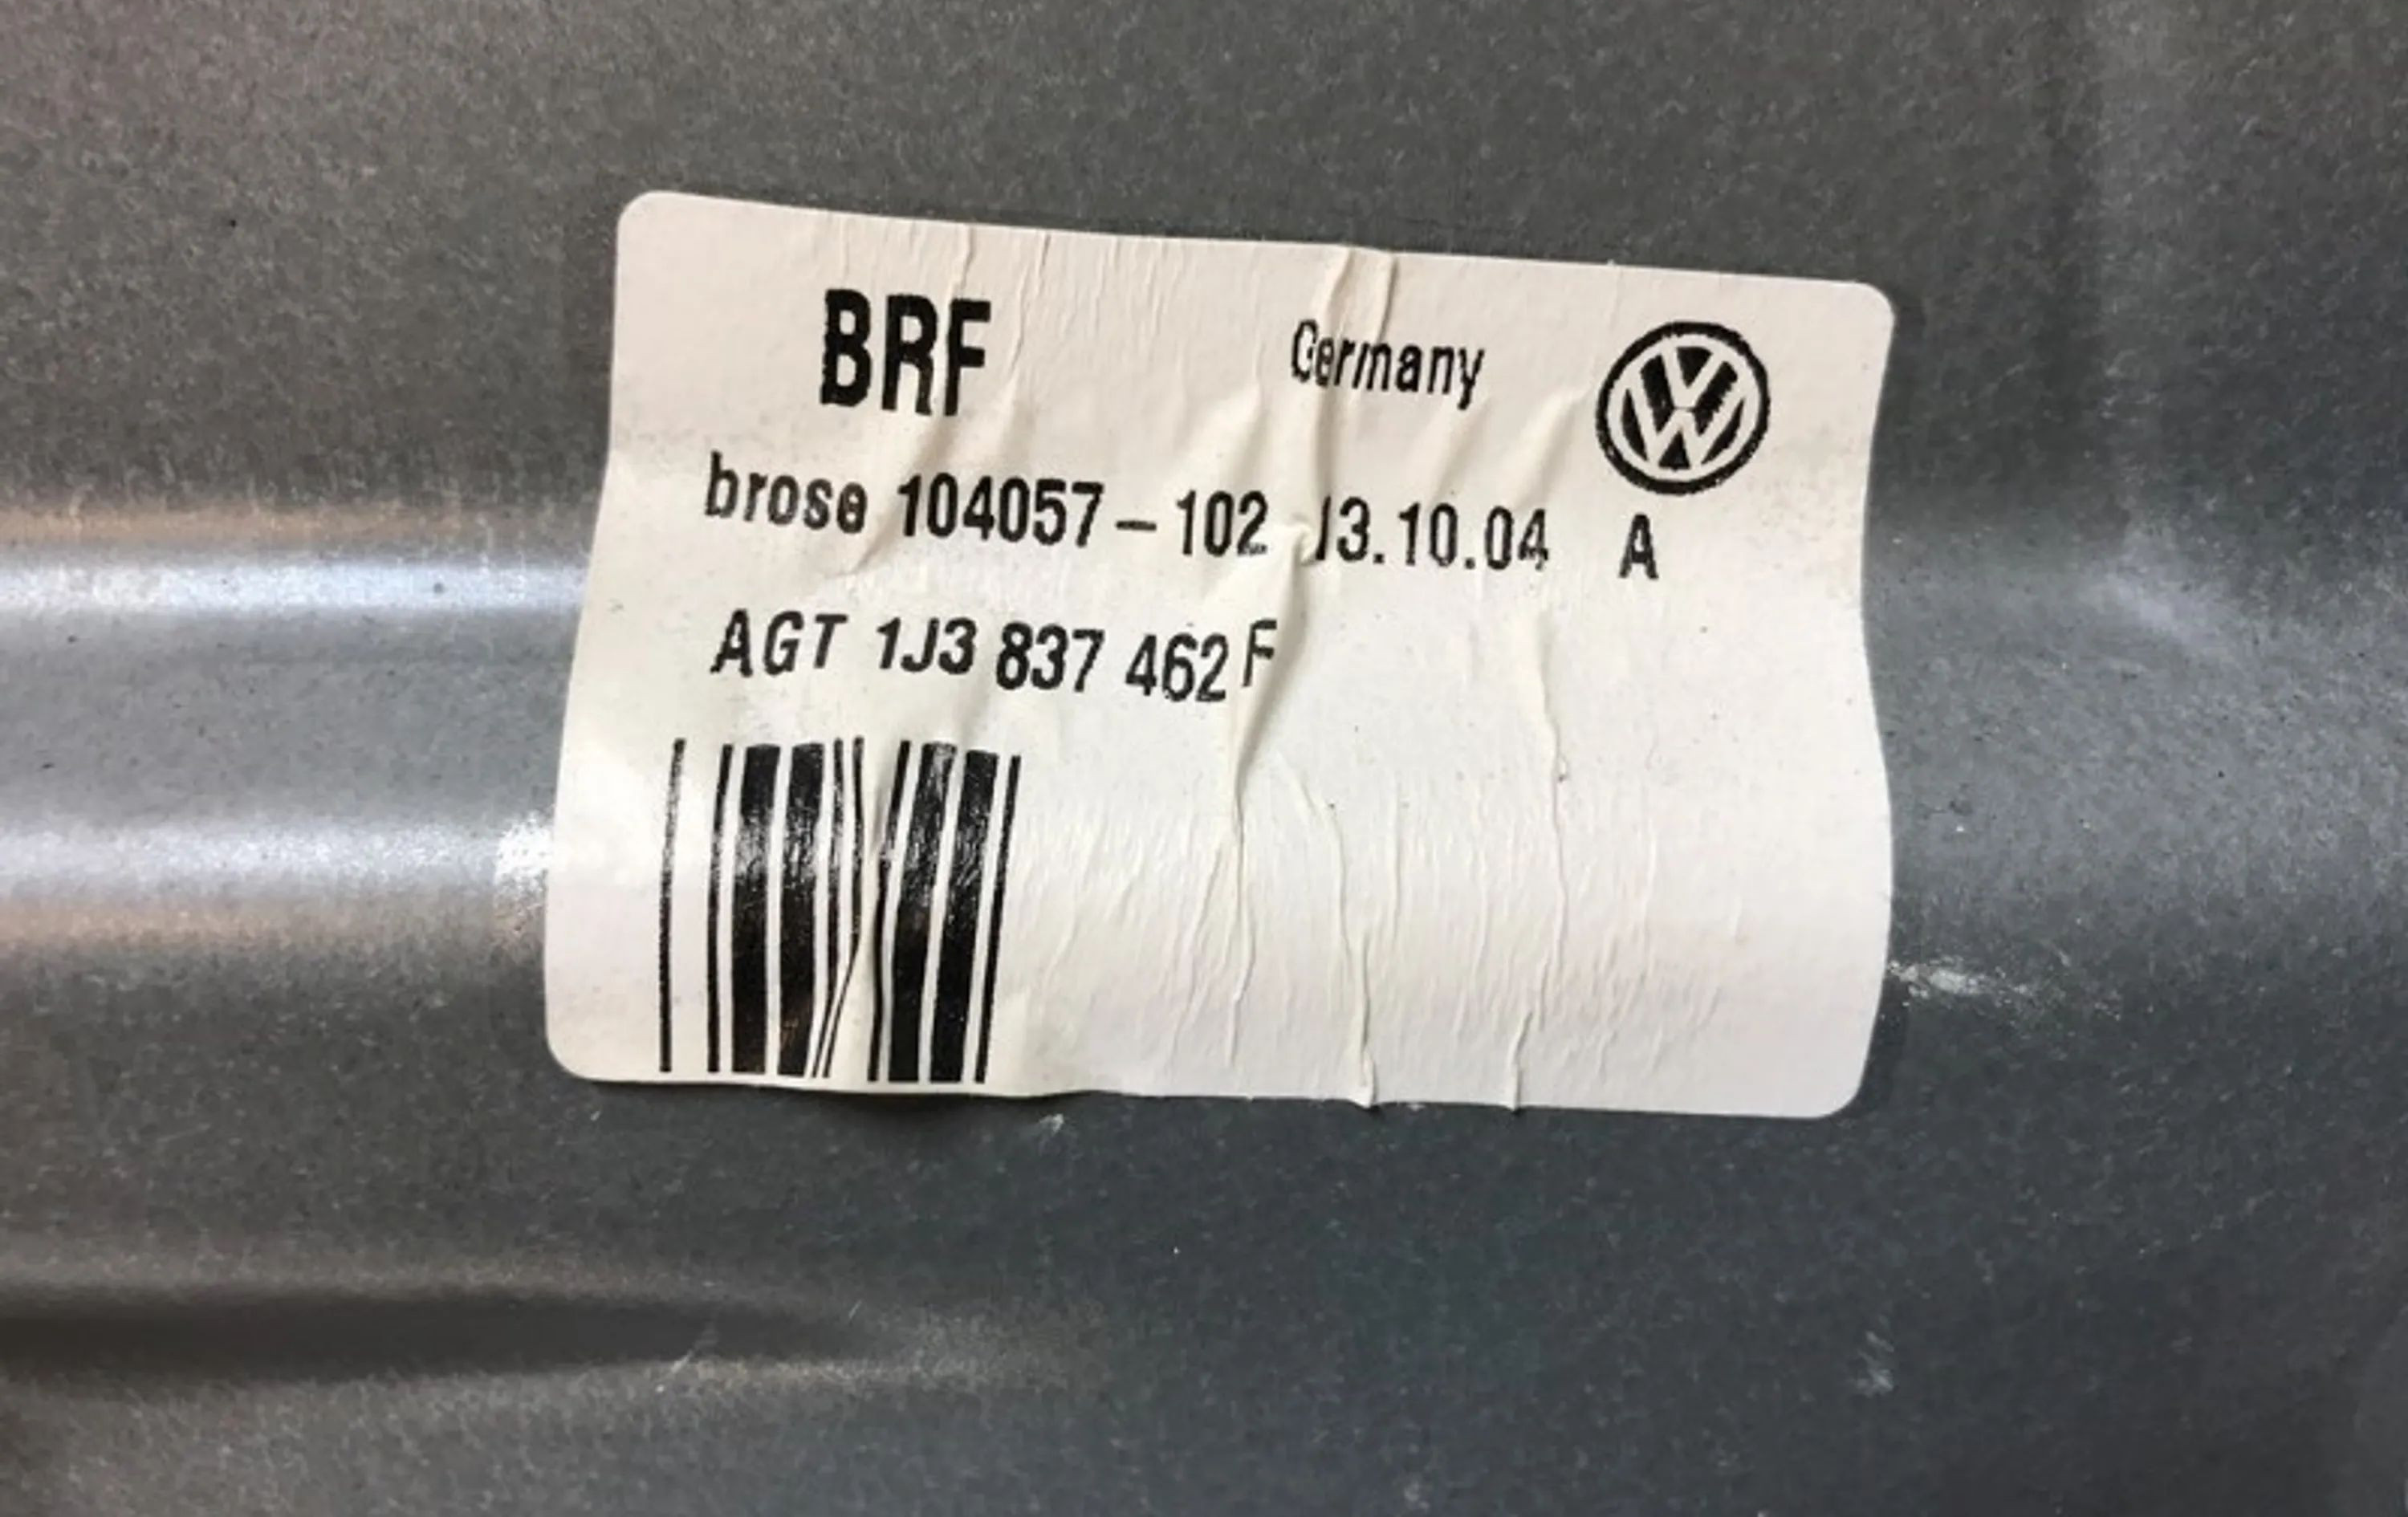 BRF Germany
brose 104057-102 13.10.04 A
AGT 1J3 837 462 F